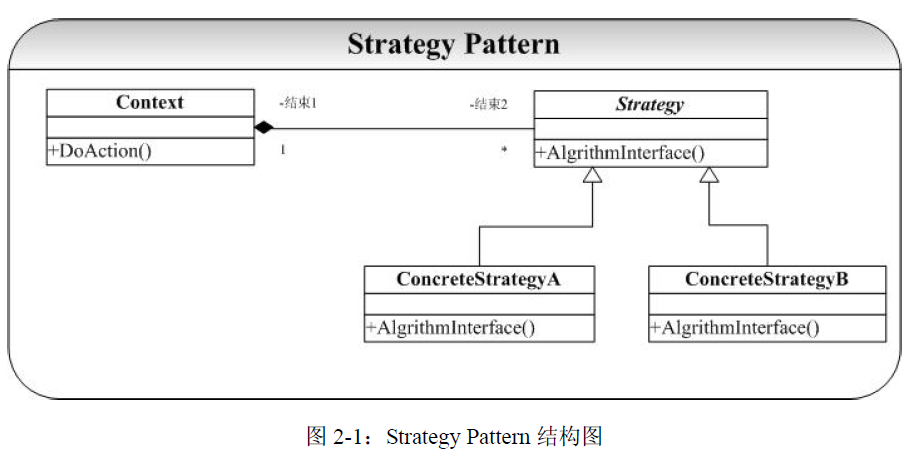 Strategy Pattern
Context
-结束1
-结束2
Strategy
+DoAction()
1
*
+AlgrithmInterface()
ConcreteStrategyA
ConcreteStrategyB
+AlgrithmInterface()
+AlgrithmInterface()
图 2-1：Strategy Pattern 结构图